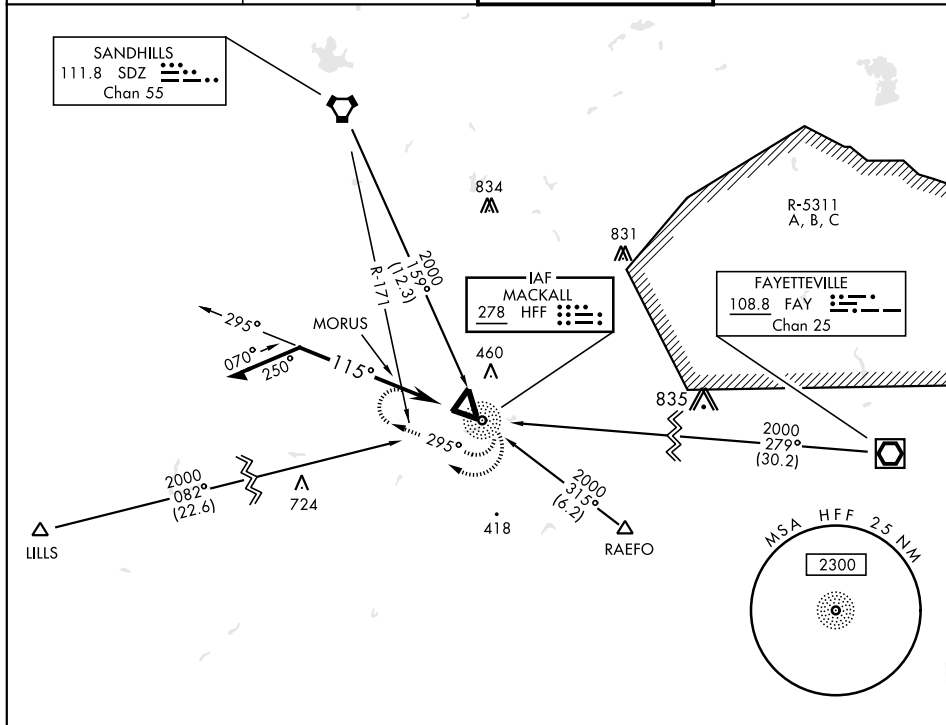 SANDHILLS
111.8 SDZ
Chan 55
834
R-5311
A, B, C
831
2000
159°
(12.3)
R-171
IAF
MACKALL
278 HFF
FAYETTEVILLE
108.8 FAY
Chan 25
295°
MORUS
070°
250°
115°
460
835
295°
2000
279°
(30.2)
2000
082°
(22.6)
724
2000
315°
(6.2)
418
LILLS
RAEFO
MSA HFF 25 NM
2300